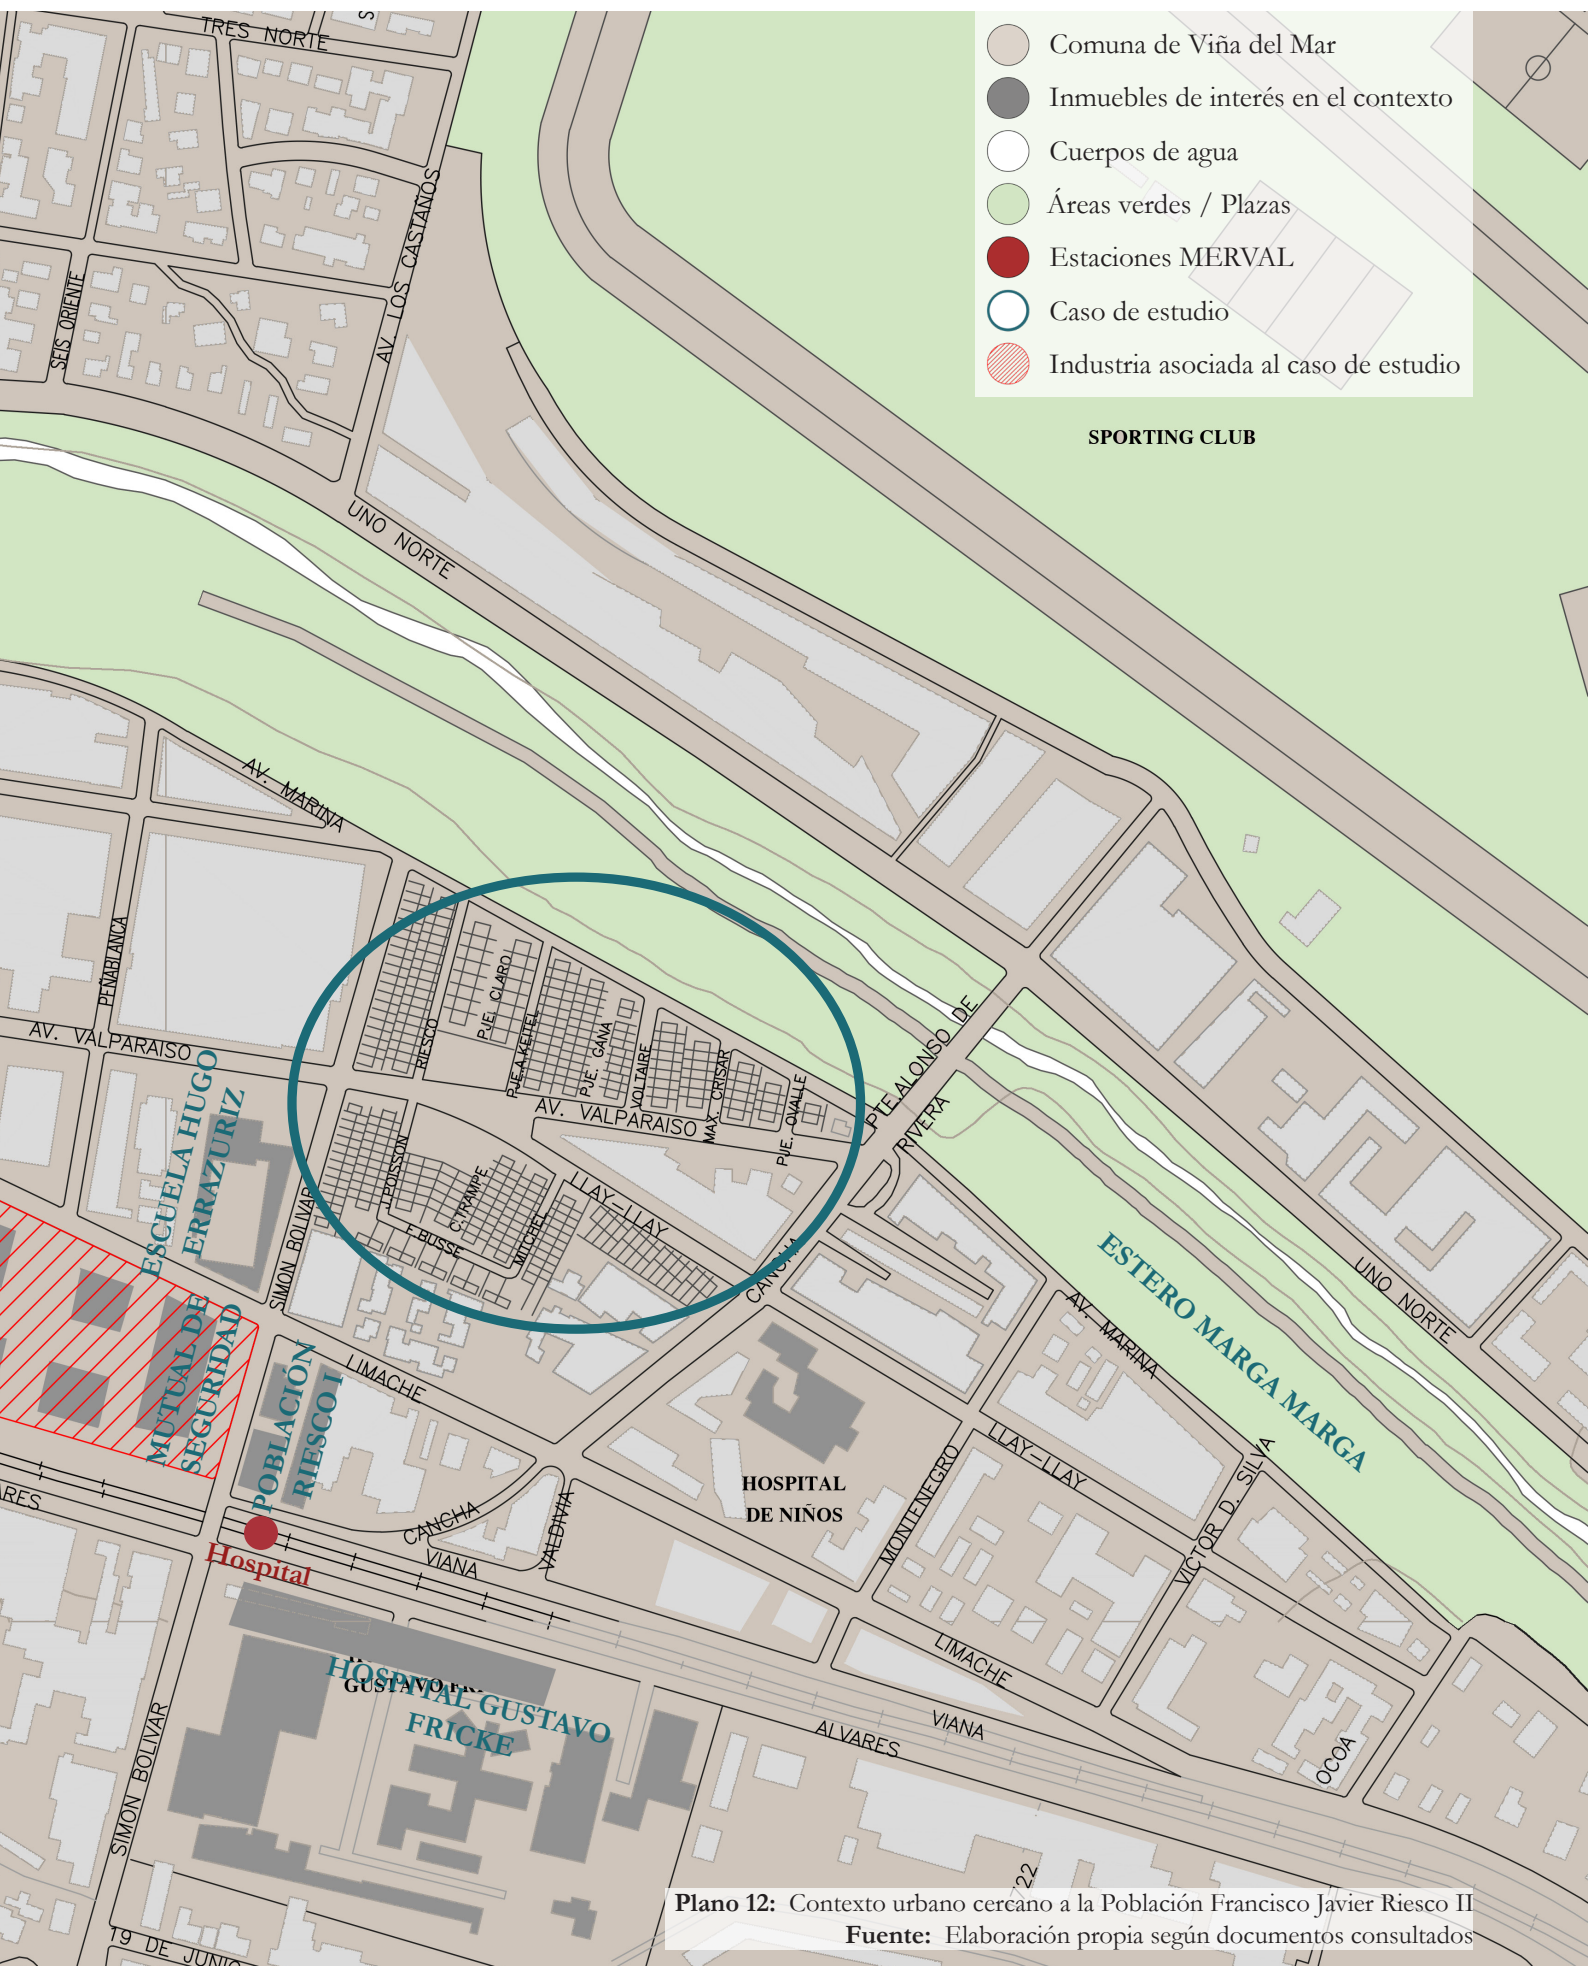 TRES NORTE
Comuna de Viña del Mar
Inmuebles de interés en el contexto
Cuerpos de agua
Áreas verdes / Plazas
Estaciones MERVAL
Caso de estudio
Industria asociada al caso de estudio
SPORTING CLUB
AV. LOS CASTAÑOS
SEIS ORIENTE
UNO NORTE
AV. MARINA
PEÑABLANCA
AV. VALPARAISO
RIESCO
PJE. CLARO
PJE.A.KEITEL
PJE. GANA
VOLTAIRE
MAX. CRISAR
PJE. OVALLE
AV. VALPARAISO
PTE.ALONSO DE
RIVERA
ESCUELA HUGO
ERRAZURIZ
J.POISSON
C.TRAMPE
F.BUSSE
MITCHEL
LLAY-LLAY
SIMON BOLIVAR
CANCHA
ESTERO MARGA MARGA
UNO NORTE
AV. MARINA
MUTUAL DE
SEGURIDAD
POBLACIÓN
RIESCO I
LIMACHE
HOSPITAL
DE NIÑOS
MONTENEGRO
LLAY-LLAY
VICTOR D. SILVA
ARES
CANCHA
VIANA
VALDIVIA
Hospital
LIMACHE
HOSPITAL GUSTAVO
FRICKE
GUSTAVO FR
SIMON BOLIVAR
ALVARES
VIANA
OCOA
722
19 DE JUNIO
Plano 12: Contexto urbano cercano a la Población Francisco Javier Riesco II
Fuente: Elaboración propia según documentos consultados